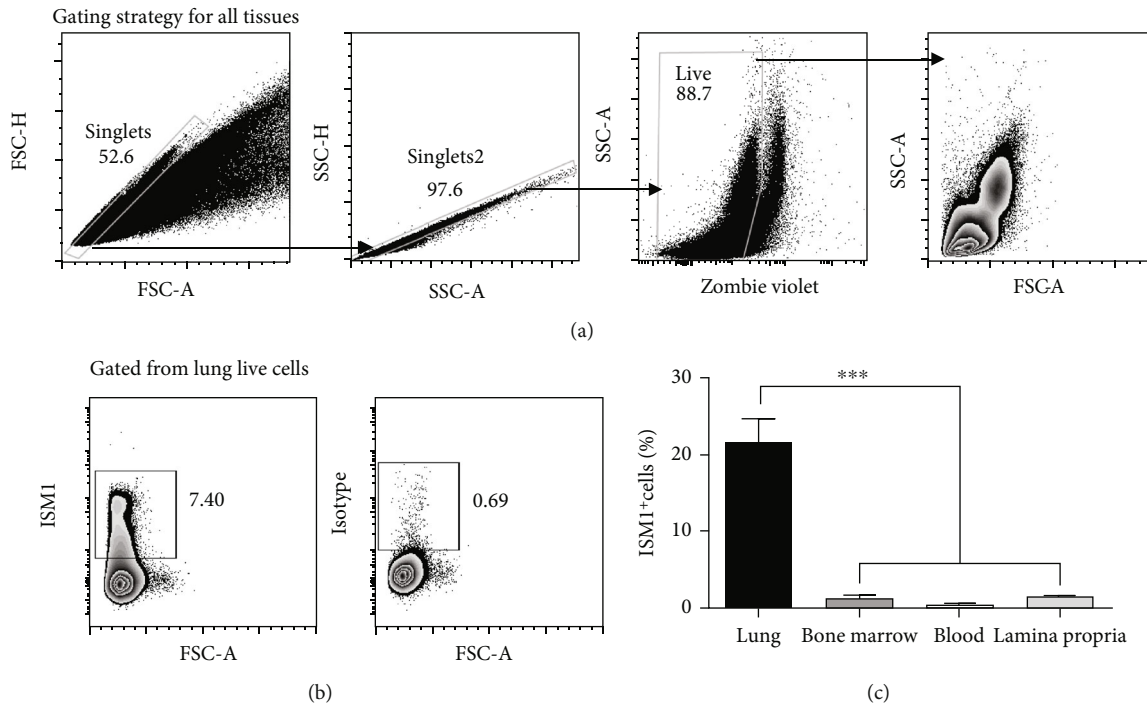 Gating strategy for all tissues
FSC-H
Singlets
52.6
FSC-A
SSC-H
Singlets2
97.6
SSC-A
SSC-A
Live
88.7
Zombie violet
SSC-A
FSC-A
(a)
Gated from lung live cells
ISM1
7.40
FSC-A
Isotype
0.69
FSC-A
(b)
ISM1+cells (%)
30
20
10
0
***
Lung
Bone marrow
Blood
Lamina propria
(c)